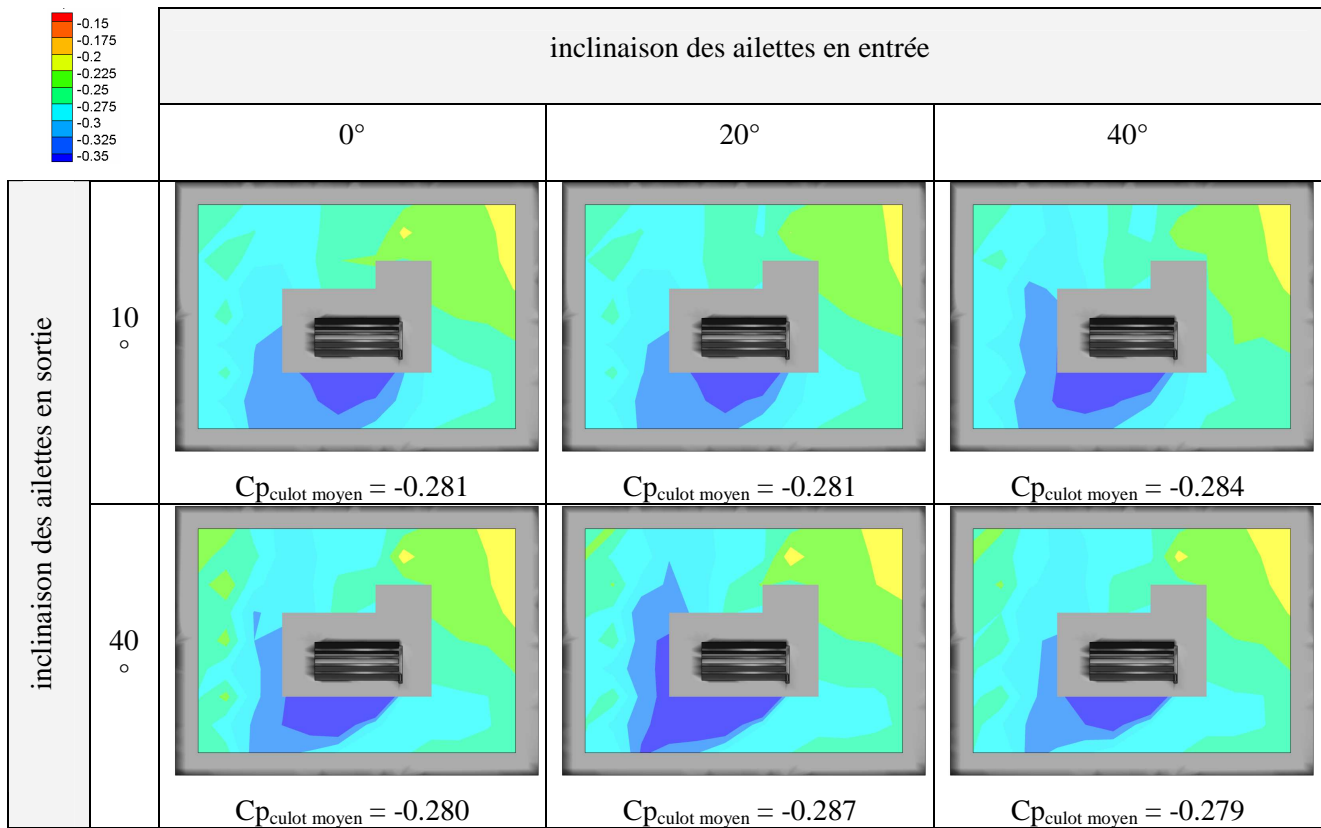 -0.15
-0.175
-0.2
-0.225
-0.25
-0.275
-0.3
-0.325
-0.35
inclinaison des ailettes en entrée
0°
20°
40°
inclinaison des ailettes en sortie
10
°
Cpculot moyen = -0.281
Cpculot moyen = -0.281
Cpculot moyen = -0.284
40
°
Cpculot moyen = -0.280
Cpculot moyen = -0.287
Cpculot moyen = -0.279